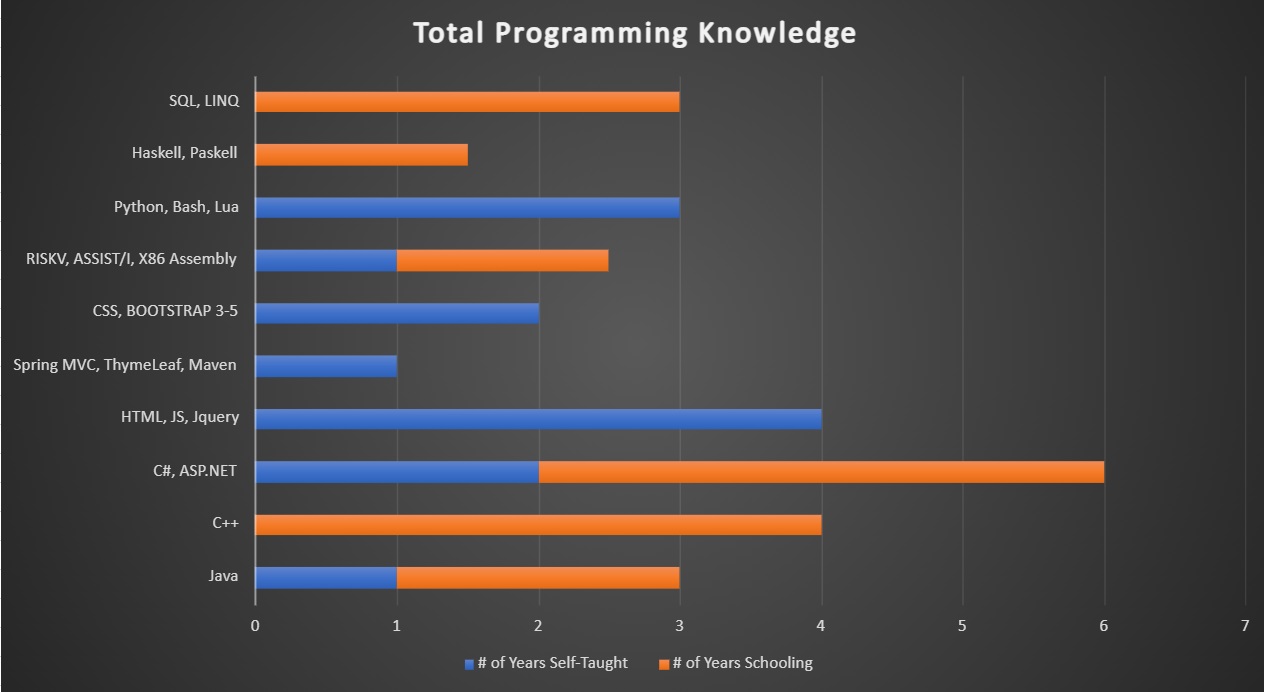 Total Programming Knowledge
SQL, LINQ
Haskell, Paskell
Python, Bash, Lua
RISKV, ASSIST/I, X86 Assembly
CSS, BOOTSTRAP 3-5
Spring MVC, ThymeLeaf, Maven
HTML, JS, Jquery
C#, ASP.NET
C++
Java
0 1 2 3 4 5 6 7
# of Years Self-Taught # of Years Schooling